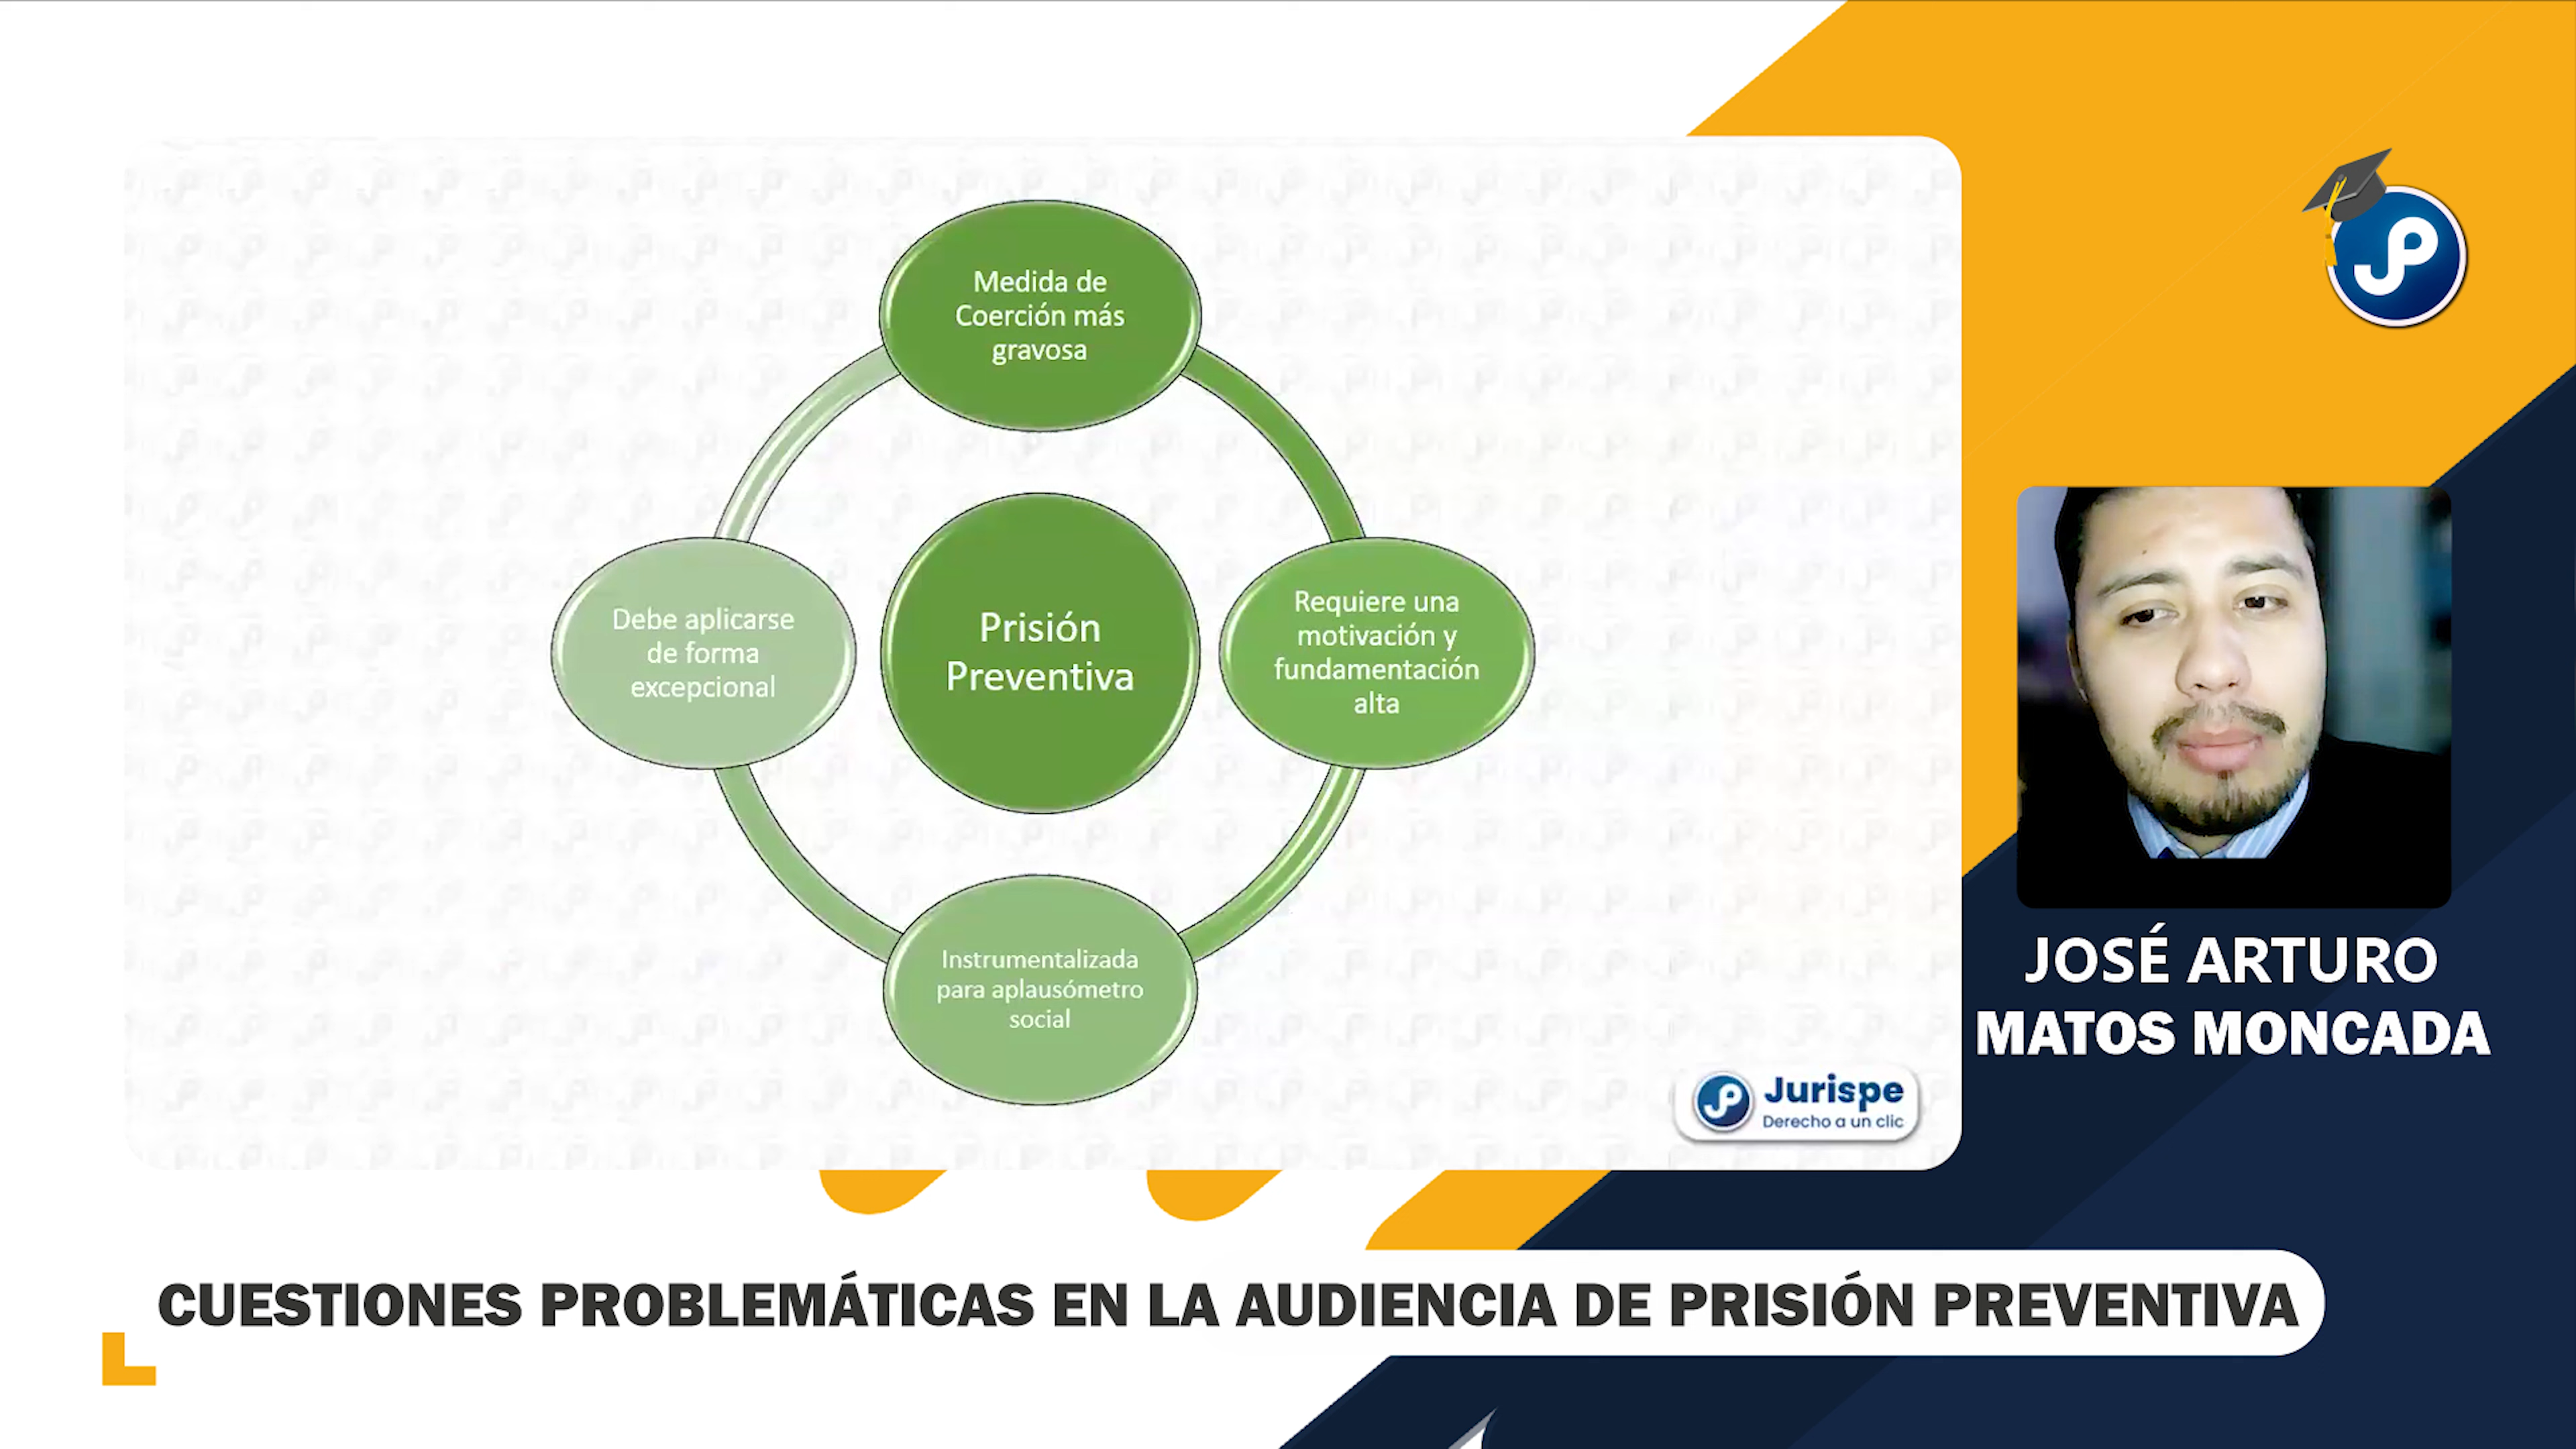 Medida de
Coerción más
gravosa
Debe aplicarse
de forma
excepcional
Prisión
Preventiva
Requiere una
motivación y
fundamentación
alta
Instrumentalizada
para aplausómetro
social
Jurispe
Derecho a un clic
JP
JOSÉ ARTURO
MATOS MONCADA
CUESTIONES PROBLEMÁTICAS EN LA AUDIENCIA DE PRISIÓN PREVENTIVA